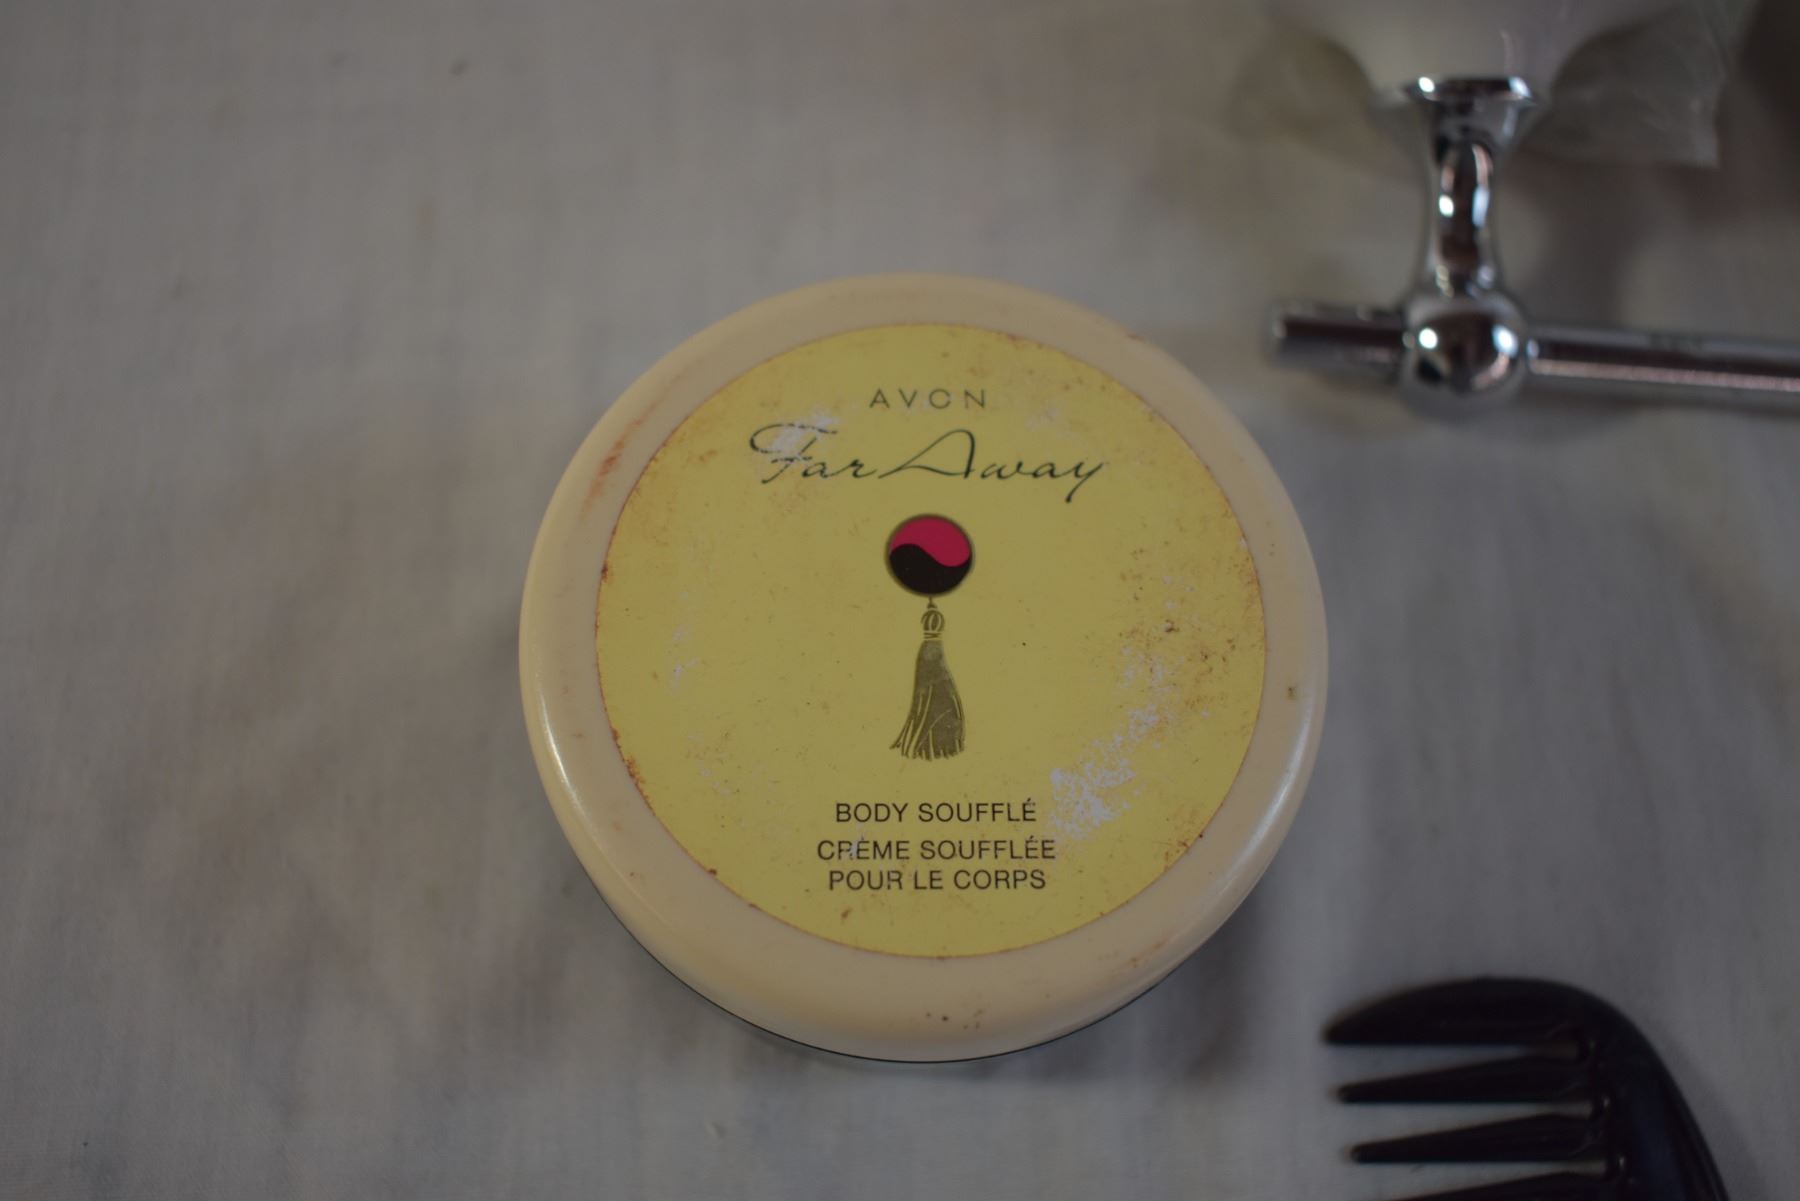 AVON
Far Away
BODY SOUFFLÉ
CRÈME SOUFFLÉE
POUR LE CORPS